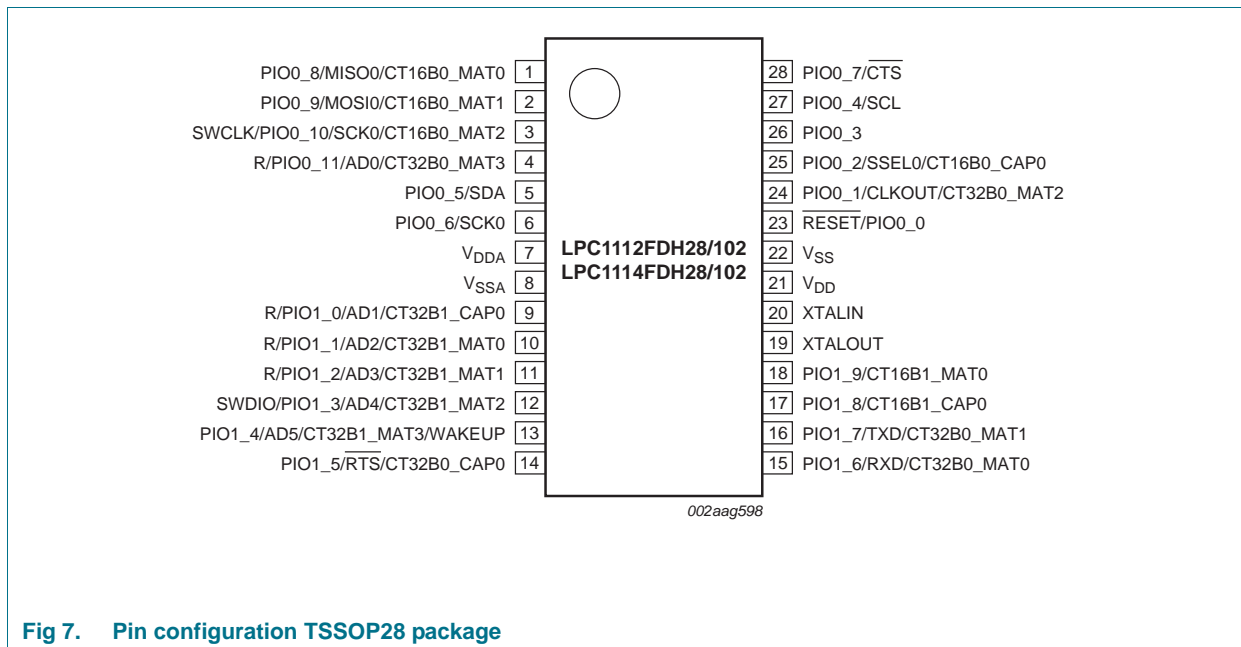 PIO0_8/MISO0/CT16B0_MAT0 1
PIO0_9/MOSI0/CT16B0_MAT1 2
SWCLK/PIO0_10/SCK0/CT16B0_MAT2 3
R/PIO0_11/AD0/CT32B0_MAT3 4
PIO0_5/SDA 5
PIO0_6/SCK0 6
VDDA 7
VSSA 8
R/PIO1_0/AD1/CT32B1_CAP0 9
R/PIO1_1/AD2/CT32B1_MAT0 10
R/PIO1_2/AD3/CT32B1_MAT1 11
SWDIO/PIO1_3/AD4/CT32B1_MAT2 12
PIO1_4/AD5/CT32B1_MAT3/WAKEUP 13
PIO1_5/RTS/CT32B0_CAP0 14
LPC1112FDH28/102
LPC1114FDH28/102
28 PIO0_7/CTS
27 PIO0_4/SCL
26 PIO0_3
25 PIO0_2/SSEL0/CT16B0_CAP0
24 PIO0_1/CLKOUT/CT32B0_MAT2
23 RESET/PIO0_0
22 VSS
21 VDD
20 XTALIN
19 XTALOUT
18 PIO1_9/CT16B1_MAT0
17 PIO1_8/CT16B1_CAP0
16 PIO1_7/TXD/CT32B0_MAT1
15 PIO1_6/RXD/CT32B0_MAT0
002aag598
Fig 7. Pin configuration TSSOP28 package